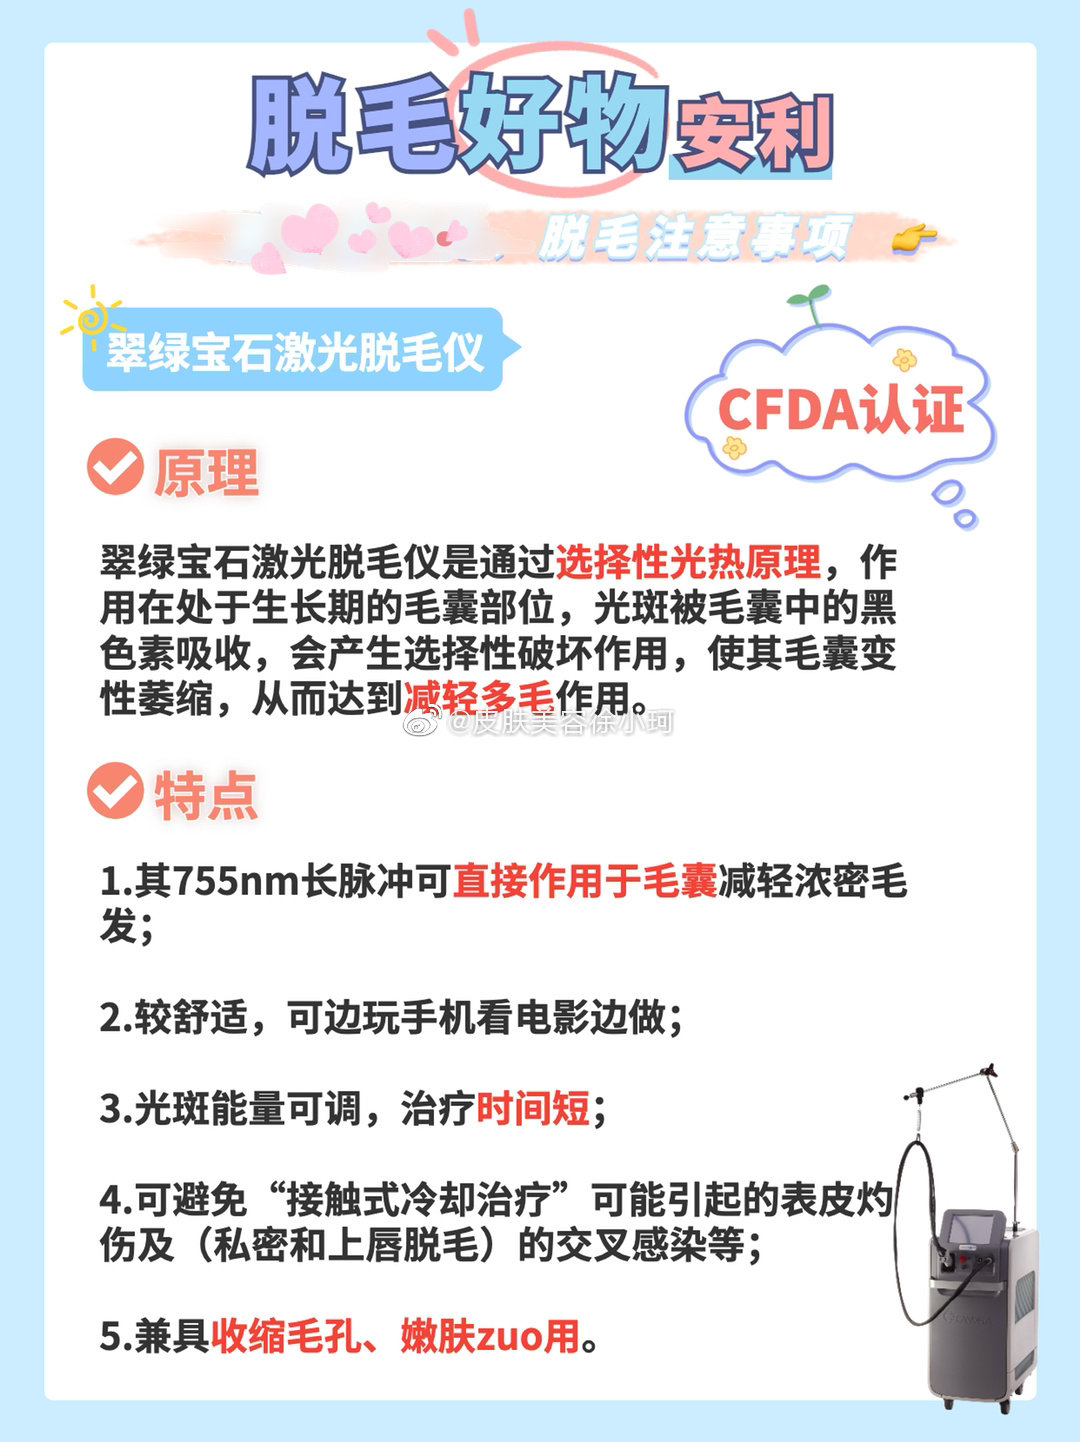 脱毛好物安利
脱毛注意事项
翠绿宝石激光脱毛仪
CFDA认证
原理
翠绿宝石激光脱毛仪是通过选择性光热原理，作
用在处于生长期的毛囊部位，光斑被毛囊中的黑
色素吸收，会产生选择性破坏作用，使其毛囊变
性萎缩，从而达到减轻多毛作用。
@皮肤美容徐小珂
特点
1.其755nm长脉冲可直接作用于毛囊减轻浓密毛
发；
2.较舒适，可边玩手机看电影边做；
3.光斑能量可调，治疗时间短；
4.可避免“接触式冷却治疗”可能引起的表皮灼
伤及（私密和上唇脱毛）的交叉感染等；
5.兼具收缩毛孔、嫩肤zuo用。